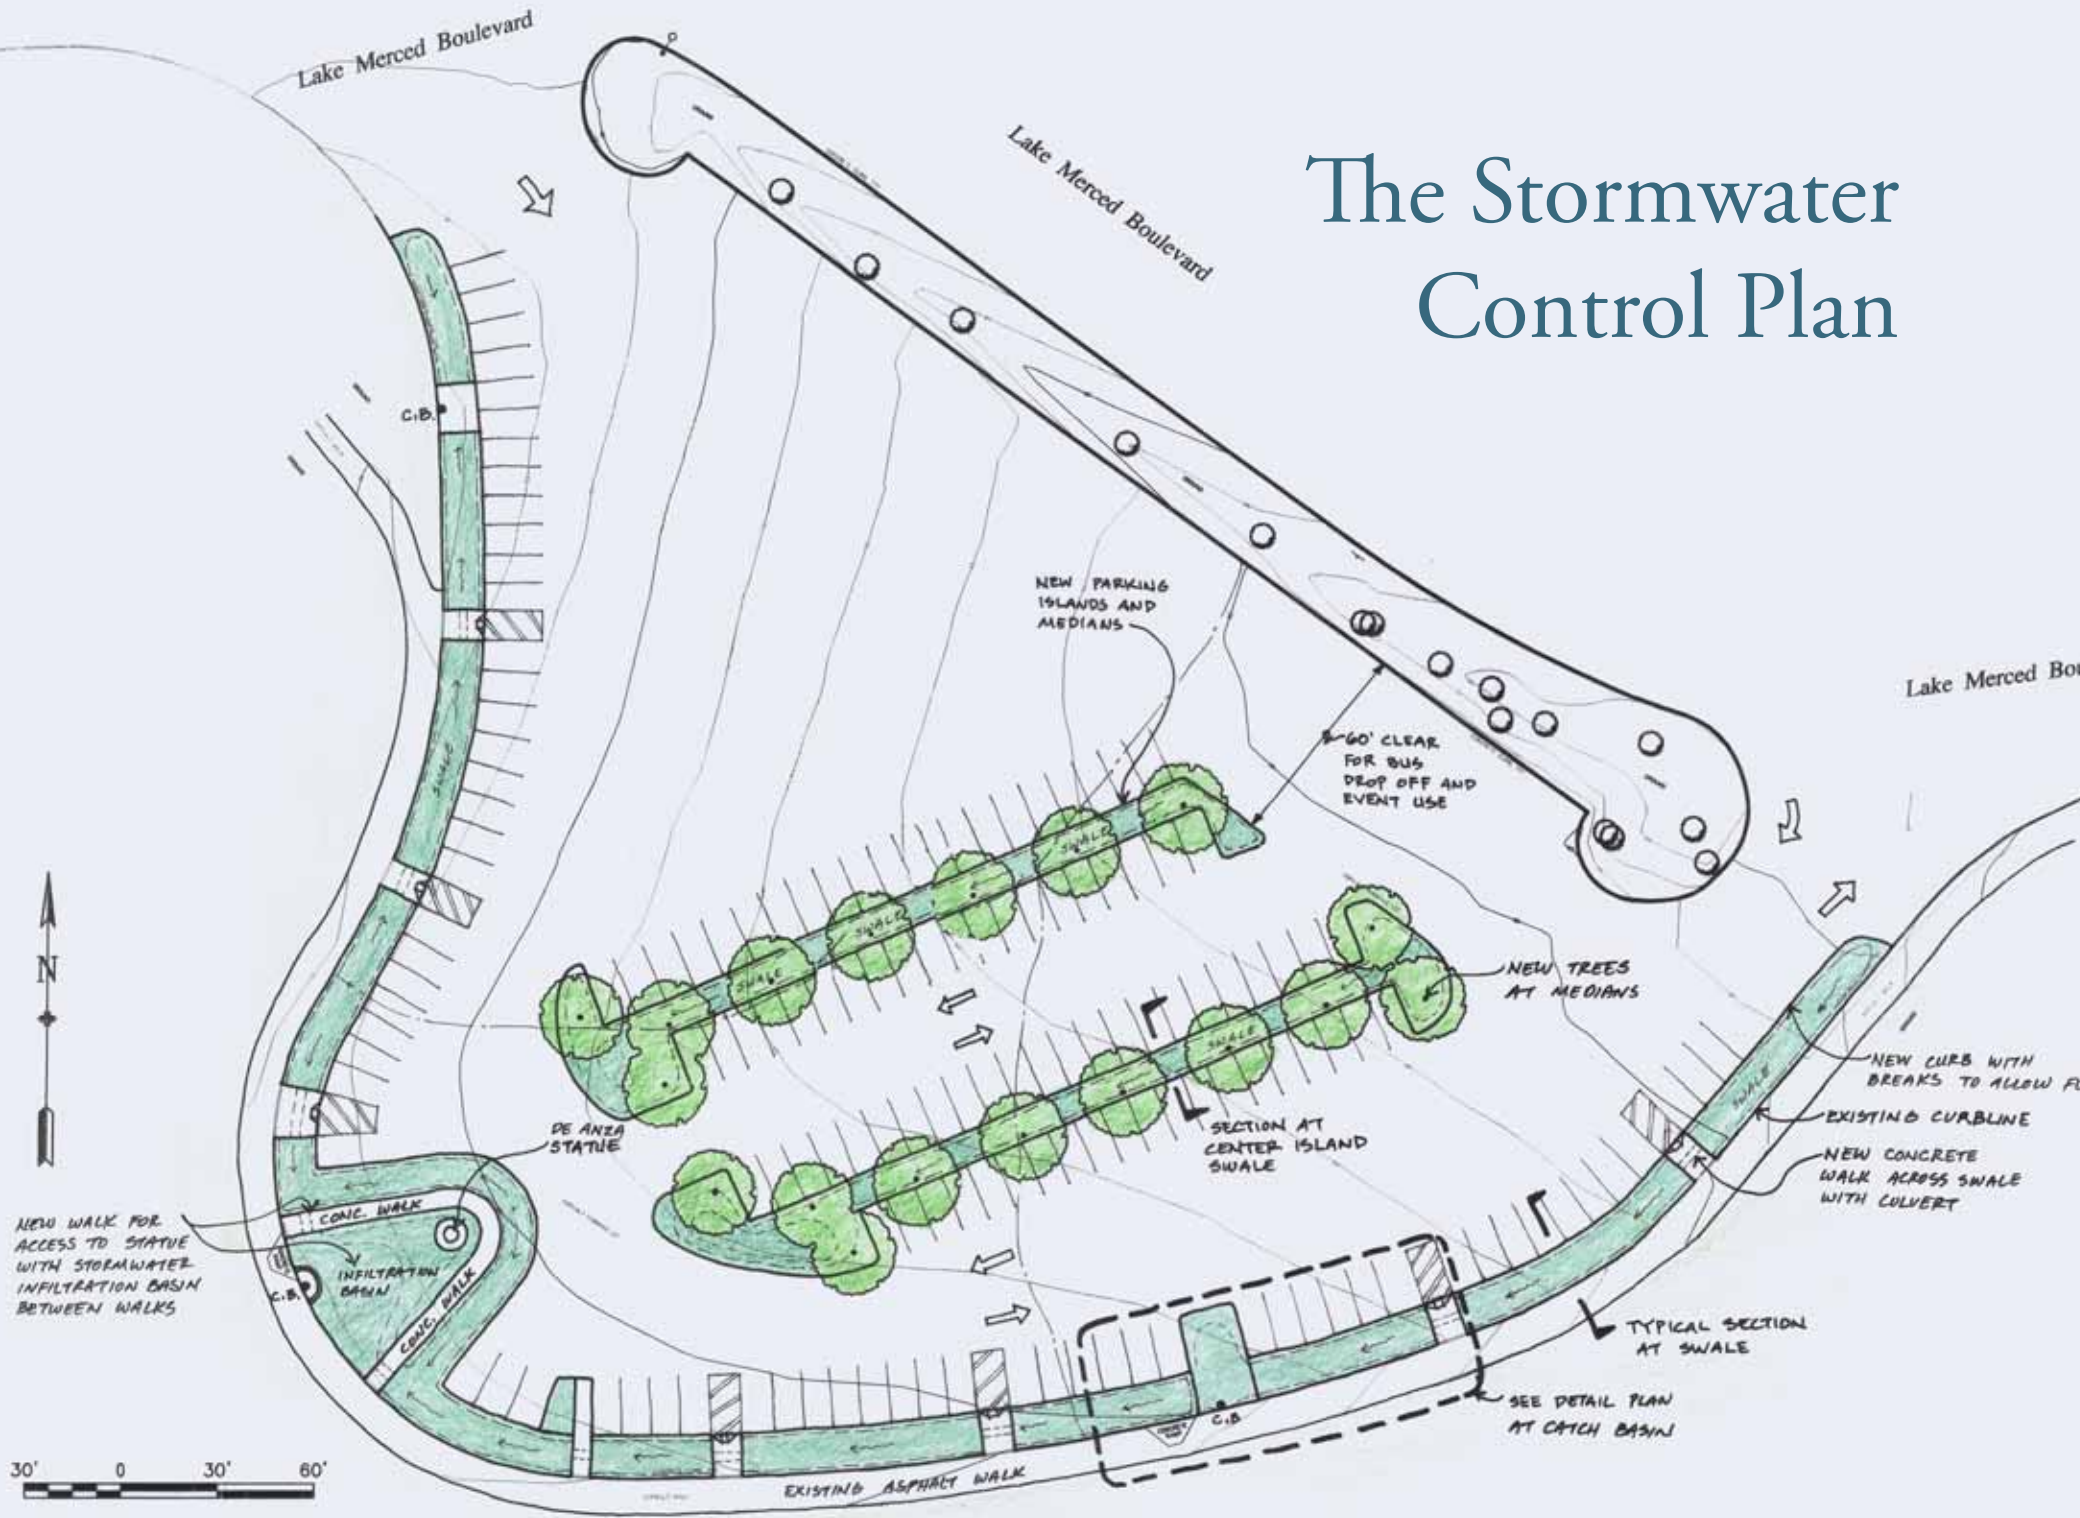 Lake Merced Boulevard
Lake Merced Boulevard
The Stormwater
Control Plan
C.B.
NEW PARKING
ISLANDS AND
MEDIANS
Lake Merced Bou
60' CLEAR
FOR BUS
DROP OFF AND
EVENT USE
SWALE
SWALE
SWALE
SWALE
N
NEW TREES
AT MEDIANS
SWALE
NEW CURB WITH
BREAKS TO ALLOW FL
SWALE
EXISTING CURBLINE
DE ANZA
STATUE
SECTION AT
CENTER ISLAND
SWALE
NEW CONCRETE
WALK ACROSS SWALE
WITH CULVERT
NEW WALK FOR
ACCESS TO STATUE
WITH STORMWATER
INFILTRATION BASIN
BETWEEN WALKS
CONC. WALK
INFILTRATION
BASIN
C.B.
CONC. WALK
TYPICAL SECTION
AT SWALE
SEE DETAIL PLAN
AT CATCH BASIN
C.B
30' 0 30' 60'
EXISTING ASPHALT WALK